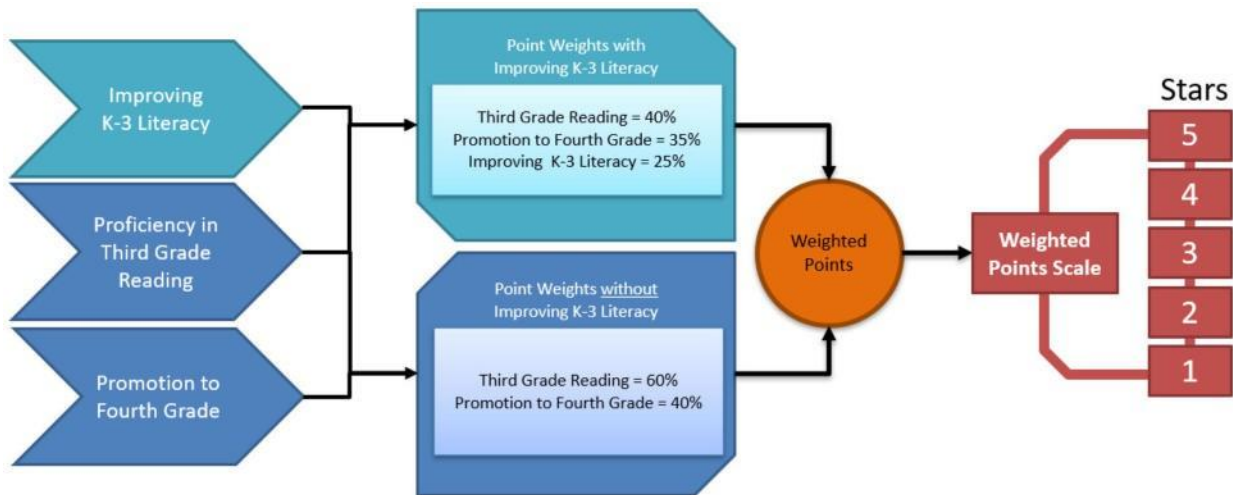 Improving
K-3 Literacy
Proficiency in
Third Grade
Reading
Promotion to
Fourth Grade
Point Weights with
Improving K-3 Literacy
Third Grade Reading = 40%
Promotion to Fourth Grade = 35%
Improving K-3 Literacy = 25%
Point Weights without
Improving K-3 Literacy
Third Grade Reading = 60%
Promotion to Fourth Grade = 40%
Weighted
Points
Weighted
Points Scale
Stars
5
4
3
2
1